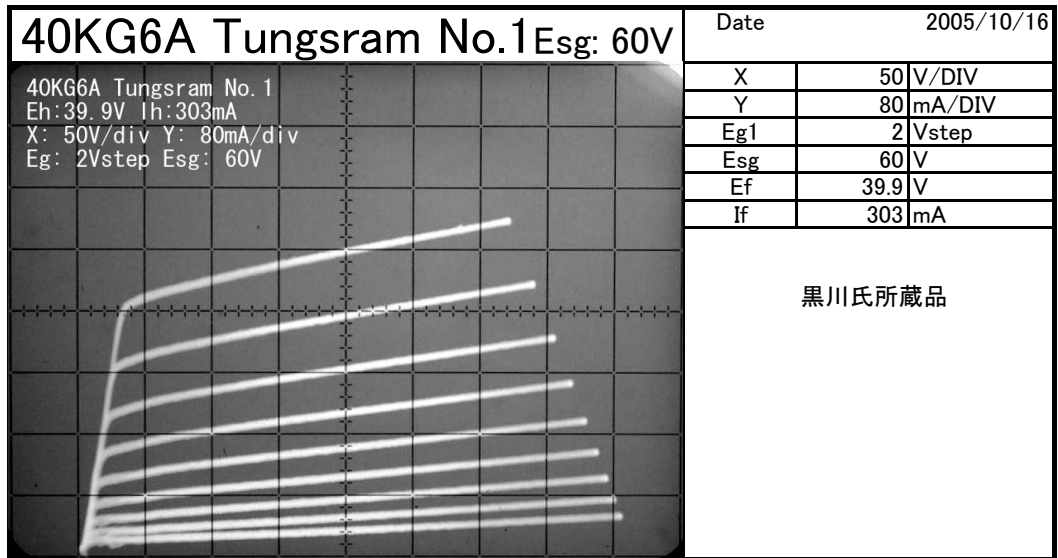 40KG6A Tungsram No.1 Esg: 60V
Date 2005/10/16
40KG6A Tungsram No.1
Eh:39.9V Ih:303mA
X: 50V/div Y: 80mA/div
Eg: 2Vstep Esg: 60V
X 50 V/DIV
Y 80 mA/DIV
Eg1 2 Vstep
Esg 60 V
Ef 39.9 V
If 303 mA
黒川氏所蔵品